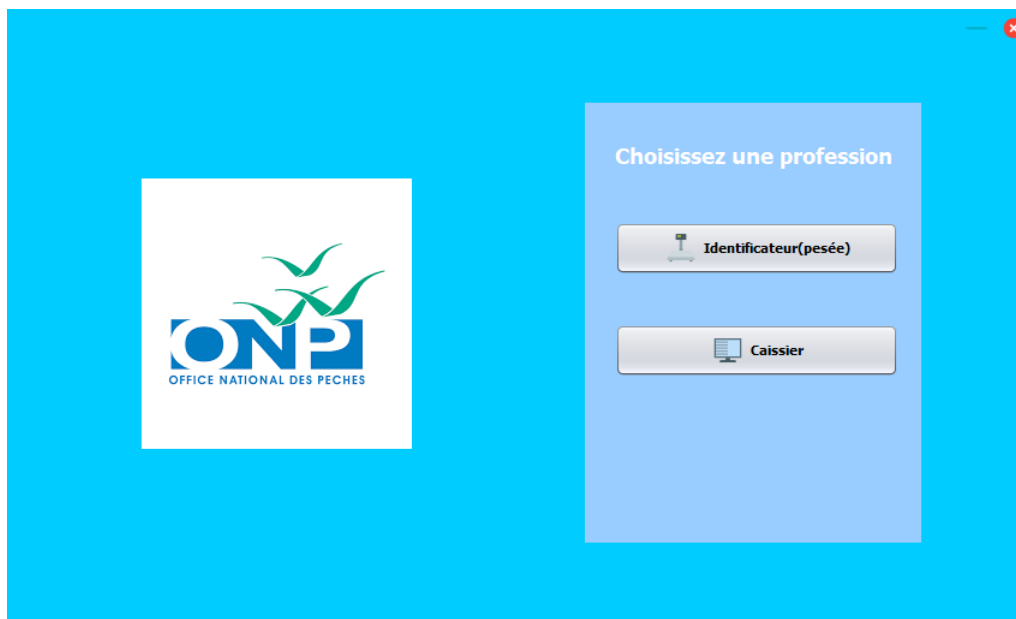 Choisissez une profession
Identificateur(pesée)
Caissier
ONP
OFFICE NATIONAL DES PECHES